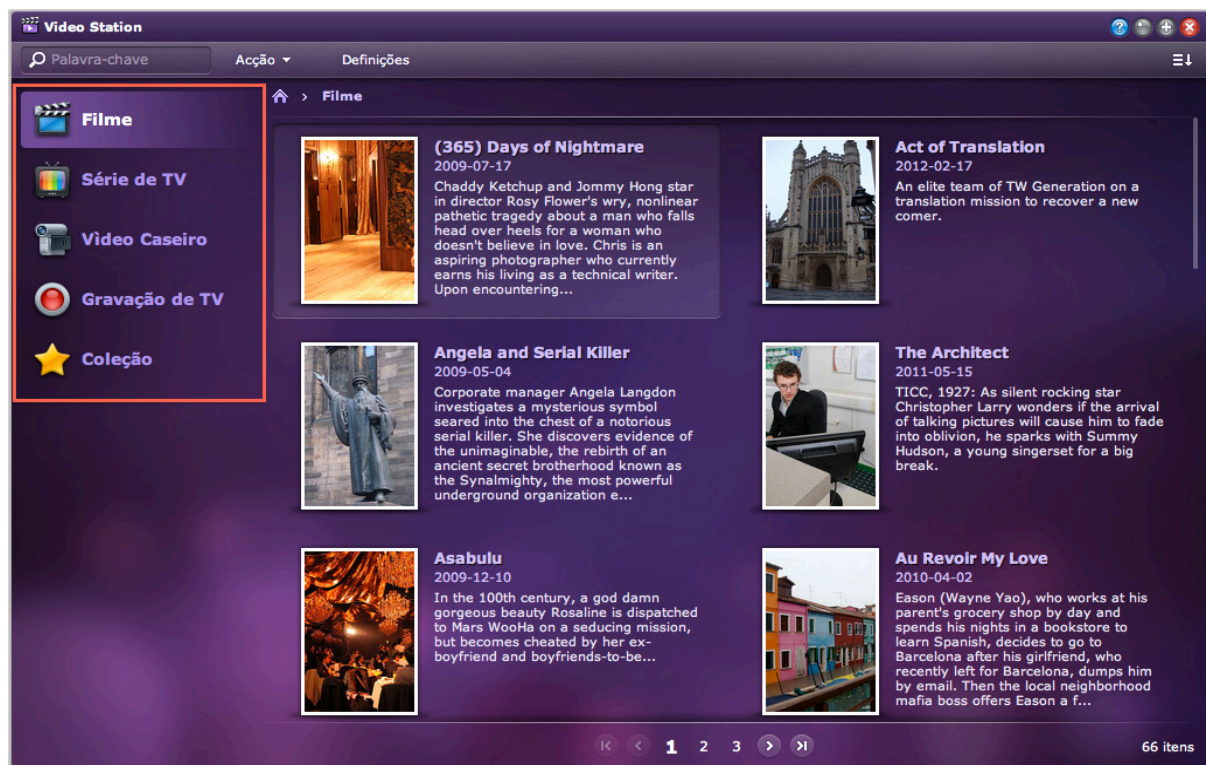 Video Station
Palavra-chave
Acção
Definições
Filme
Série de TV
Vìdeo Caseiro
Gravação de TV
Coleção
> Filme
(365) Days of Nightmare
2009-07-17
Chaddy Ketchup and Jommy Hong star
in director Rosy Flower's wry, nonlinear
pathetic tragedy about a man who falls
head over heels for a woman who
doesn't believe in love. Chris is an
aspiring photographer who currently
earns his living as a technical writer.
Upon encountering...
Act of Translation
2012-02-17
An elite team of TW Generation on a
translation mission to recover a new
comer.
Angela and Serial Killer
2009-05-04
Corporate manager Angela Langdon
investigates a mysterious symbol
seared into the chest of a notorious
serial killer. She discovers evidence of
the unimaginable, the rebirth of an
ancient secret brotherhood known as
the Synalmighty, the most powerful
underground organization e...
The Architect
2011-05-15
TICC, 1927: As silent rocking star
Christopher Larry wonders if the arrival
of talking pictures will cause him to fade
into oblivion, he sparks with Summy
Hudson, a young singerset for a big
break.
Asabulu
2009-12-10
In the 100th century, a god damn
gorgeous beauty Rosaline is dispatched
to Mars WooHa on a seducing mission,
but becomes cheated by her ex-
boyfriend and boyfriends-to-be...
Au Revoir My Love
2010-04-02
Eason (Wayne Yao), who works at his
parent's grocery shop by day and
spends his nights in a bookstore to
learn Spanish, decides to go to
Barcelona after his girlfriend, who
recently left for Barcelona, dumps him
by email. Then the local neighborhood
mafia boss offers Eason a f...
1 2 3
66 itens